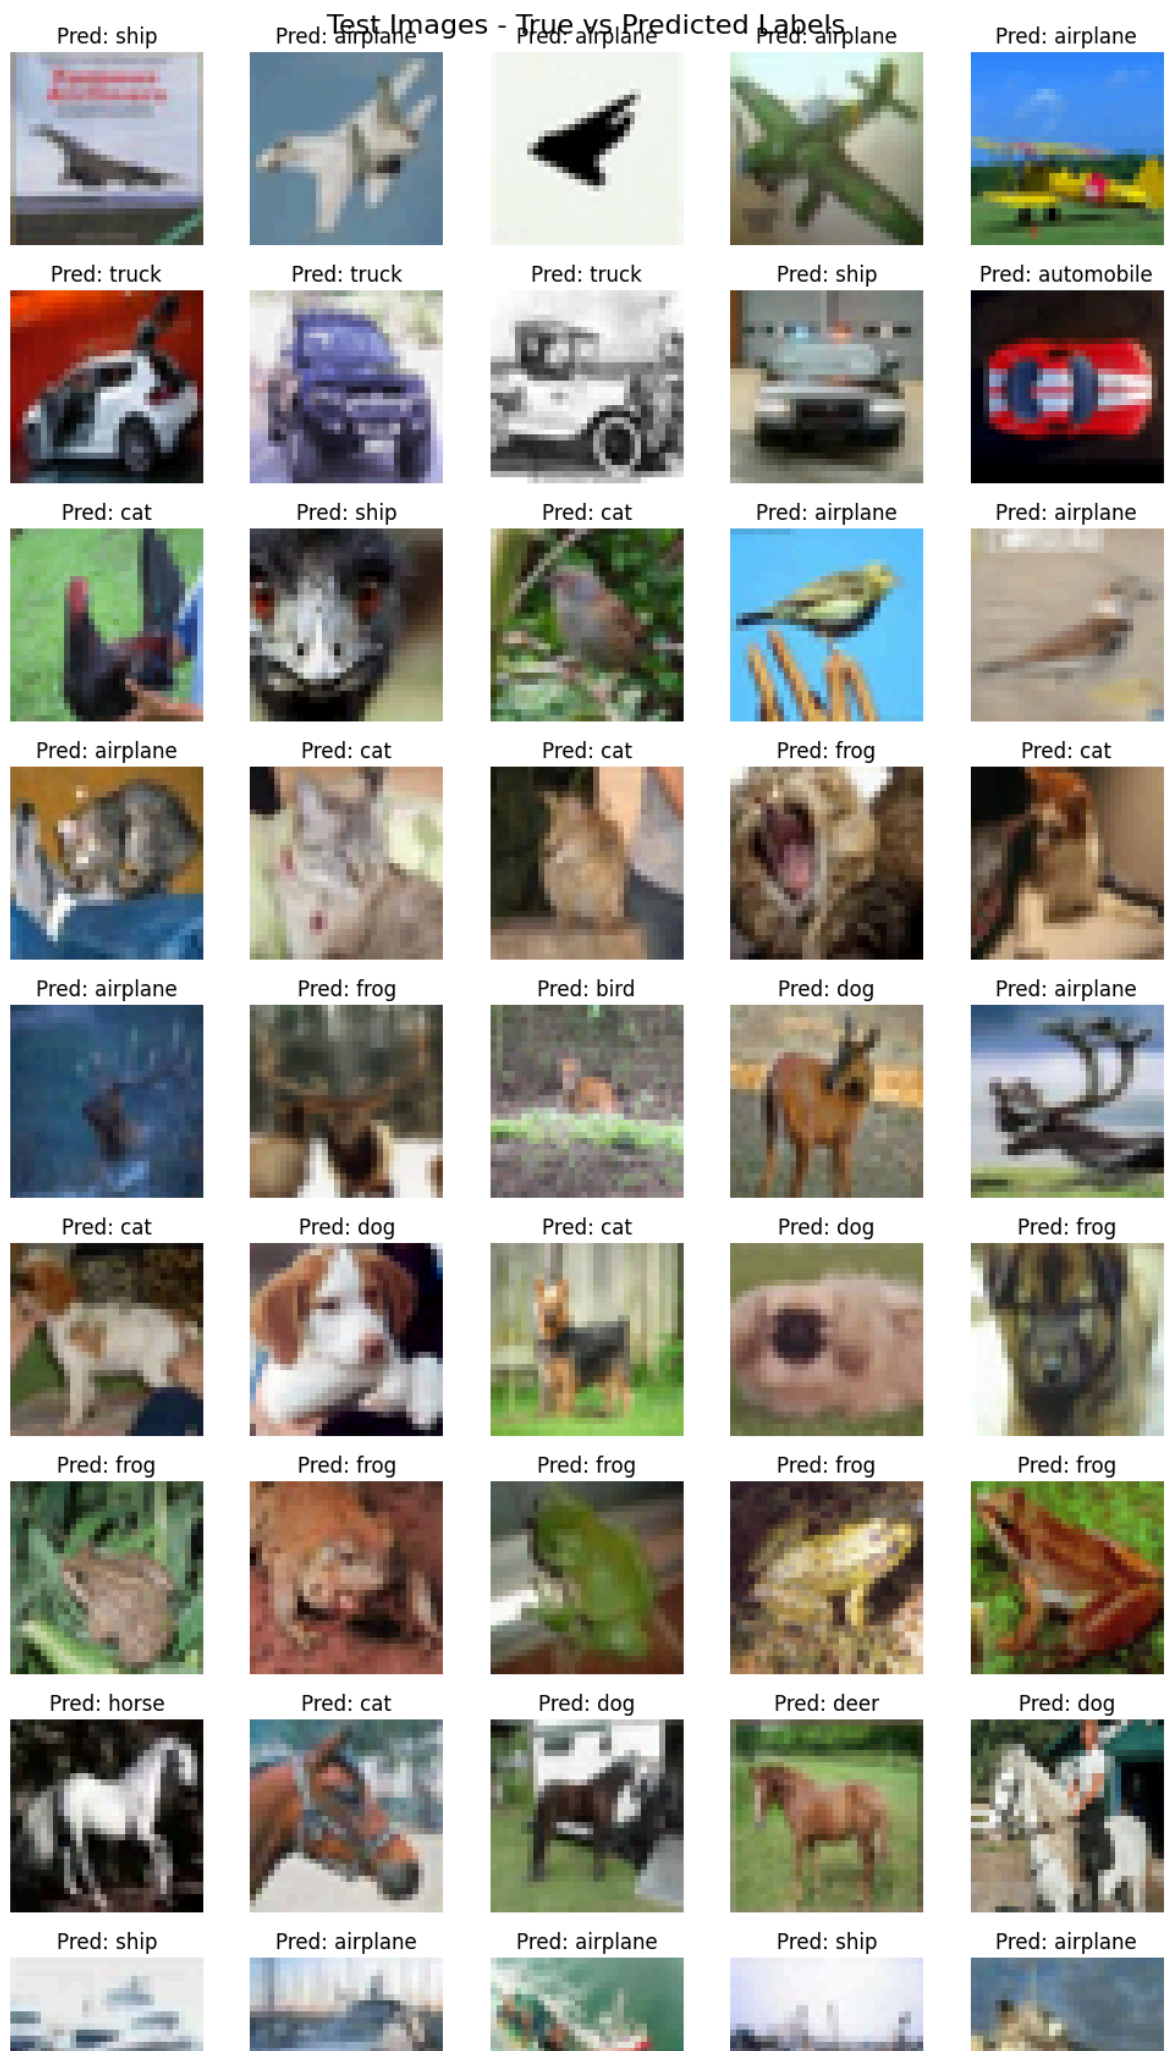 Test Images - True vs Predicted Labels
Pred: ship Pred: airplane Pred: airplane Pred: airplane Pred: airplane
Pred: truck Pred: truck Pred: truck Pred: ship Pred: automobile
Pred: cat Pred: ship Pred: cat Pred: airplane Pred: airplane
Pred: airplane Pred: cat Pred: cat Pred: frog Pred: cat
Pred: airplane Pred: frog Pred: bird Pred: dog Pred: airplane
Pred: cat Pred: dog Pred: cat Pred: dog Pred: frog
Pred: frog Pred: frog Pred: frog Pred: frog Pred: frog
Pred: horse Pred: cat Pred: dog Pred: deer Pred: dog
Pred: ship Pred: airplane Pred: airplane Pred: ship Pred: airplane